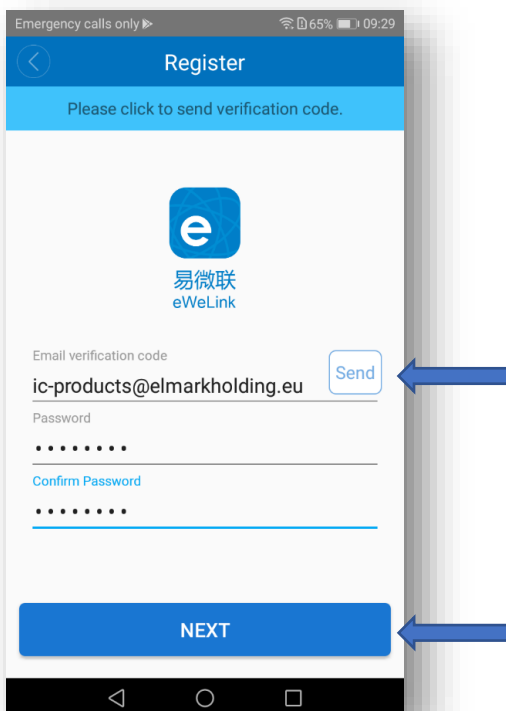 Emergency calls only 65% 09:29
Register
Please click to send verification code.
e
易微联
eWeLink
Email verification code
ic-products@elmarkholding.eu Send
Password
••••••••
Confirm Password
••••••••
NEXT